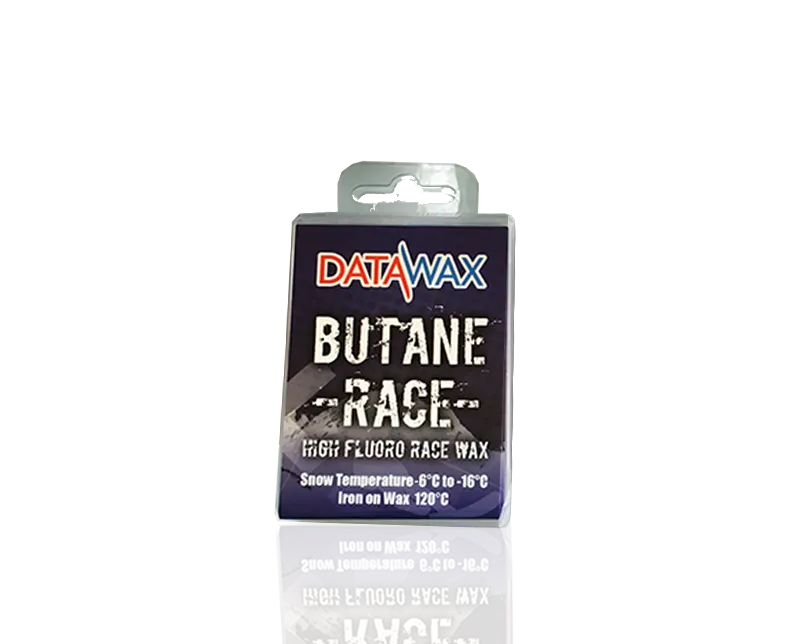 DATAWAX
BUTANE
-RACE-
HIGH FLUORO RACE WAX
Snow Temperature -6°C to -16°C
Iron on Wax 120°C